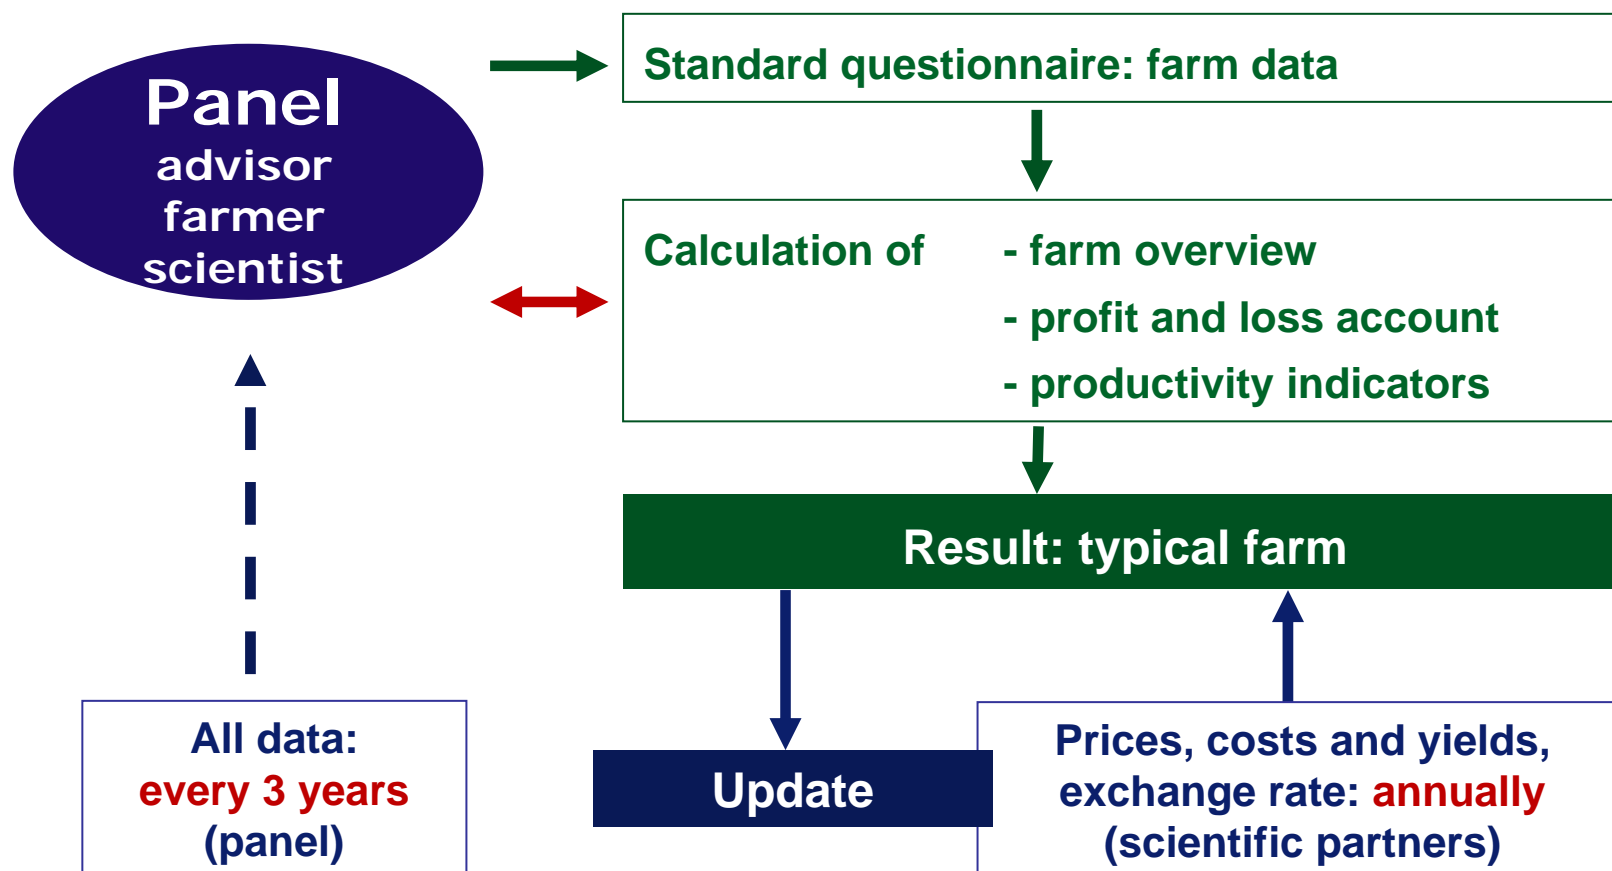 Panel
advisor
farmer
scientist
Standard questionnaire: farm data
Calculation of - farm overview
- profit and loss account
- productivity indicators
Result: typical farm
All data:
every 3 years
(panel)
Update
Prices, costs and yields,
exchange rate: annually
(scientific partners)